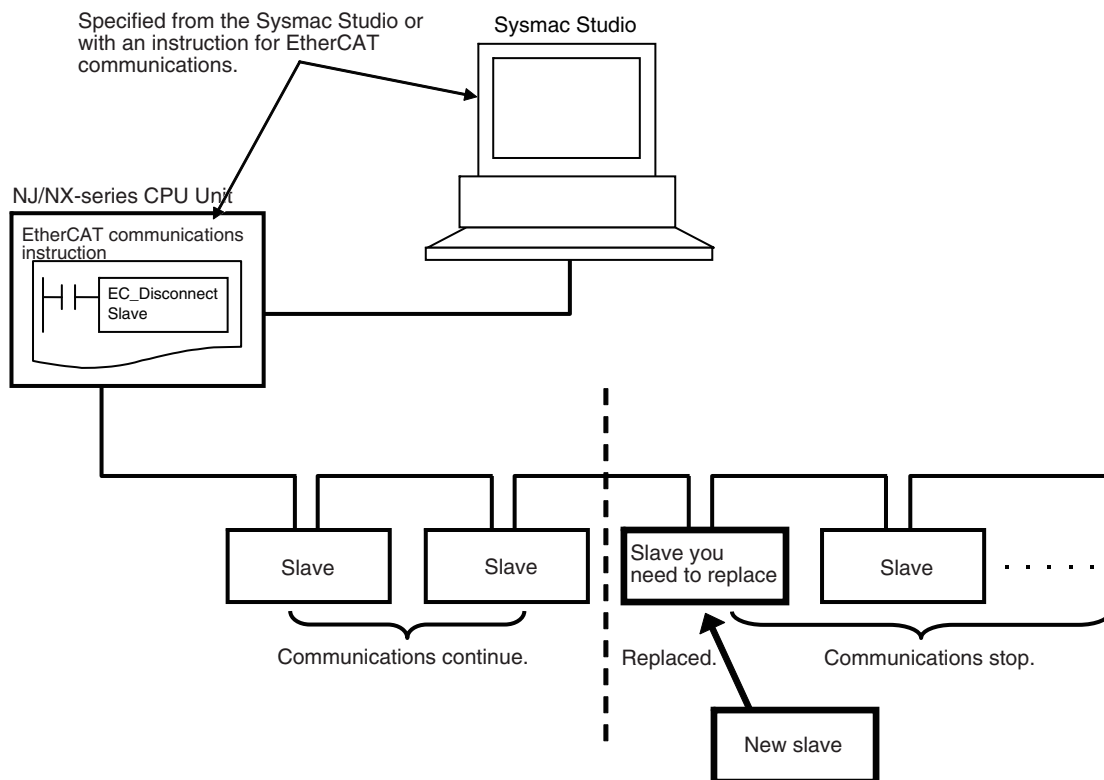 Specified from the Sysmac Studio or
with an instruction for EtherCAT
communications.
Sysmac Studio
NJ/NX-series CPU Unit
EtherCAT communications
instruction
EC_Disconnect
Slave
Slave
Slave
Slave you
need to replace
Slave
· · · · · ·
Communications continue.
Replaced.
Communications stop.
New slave